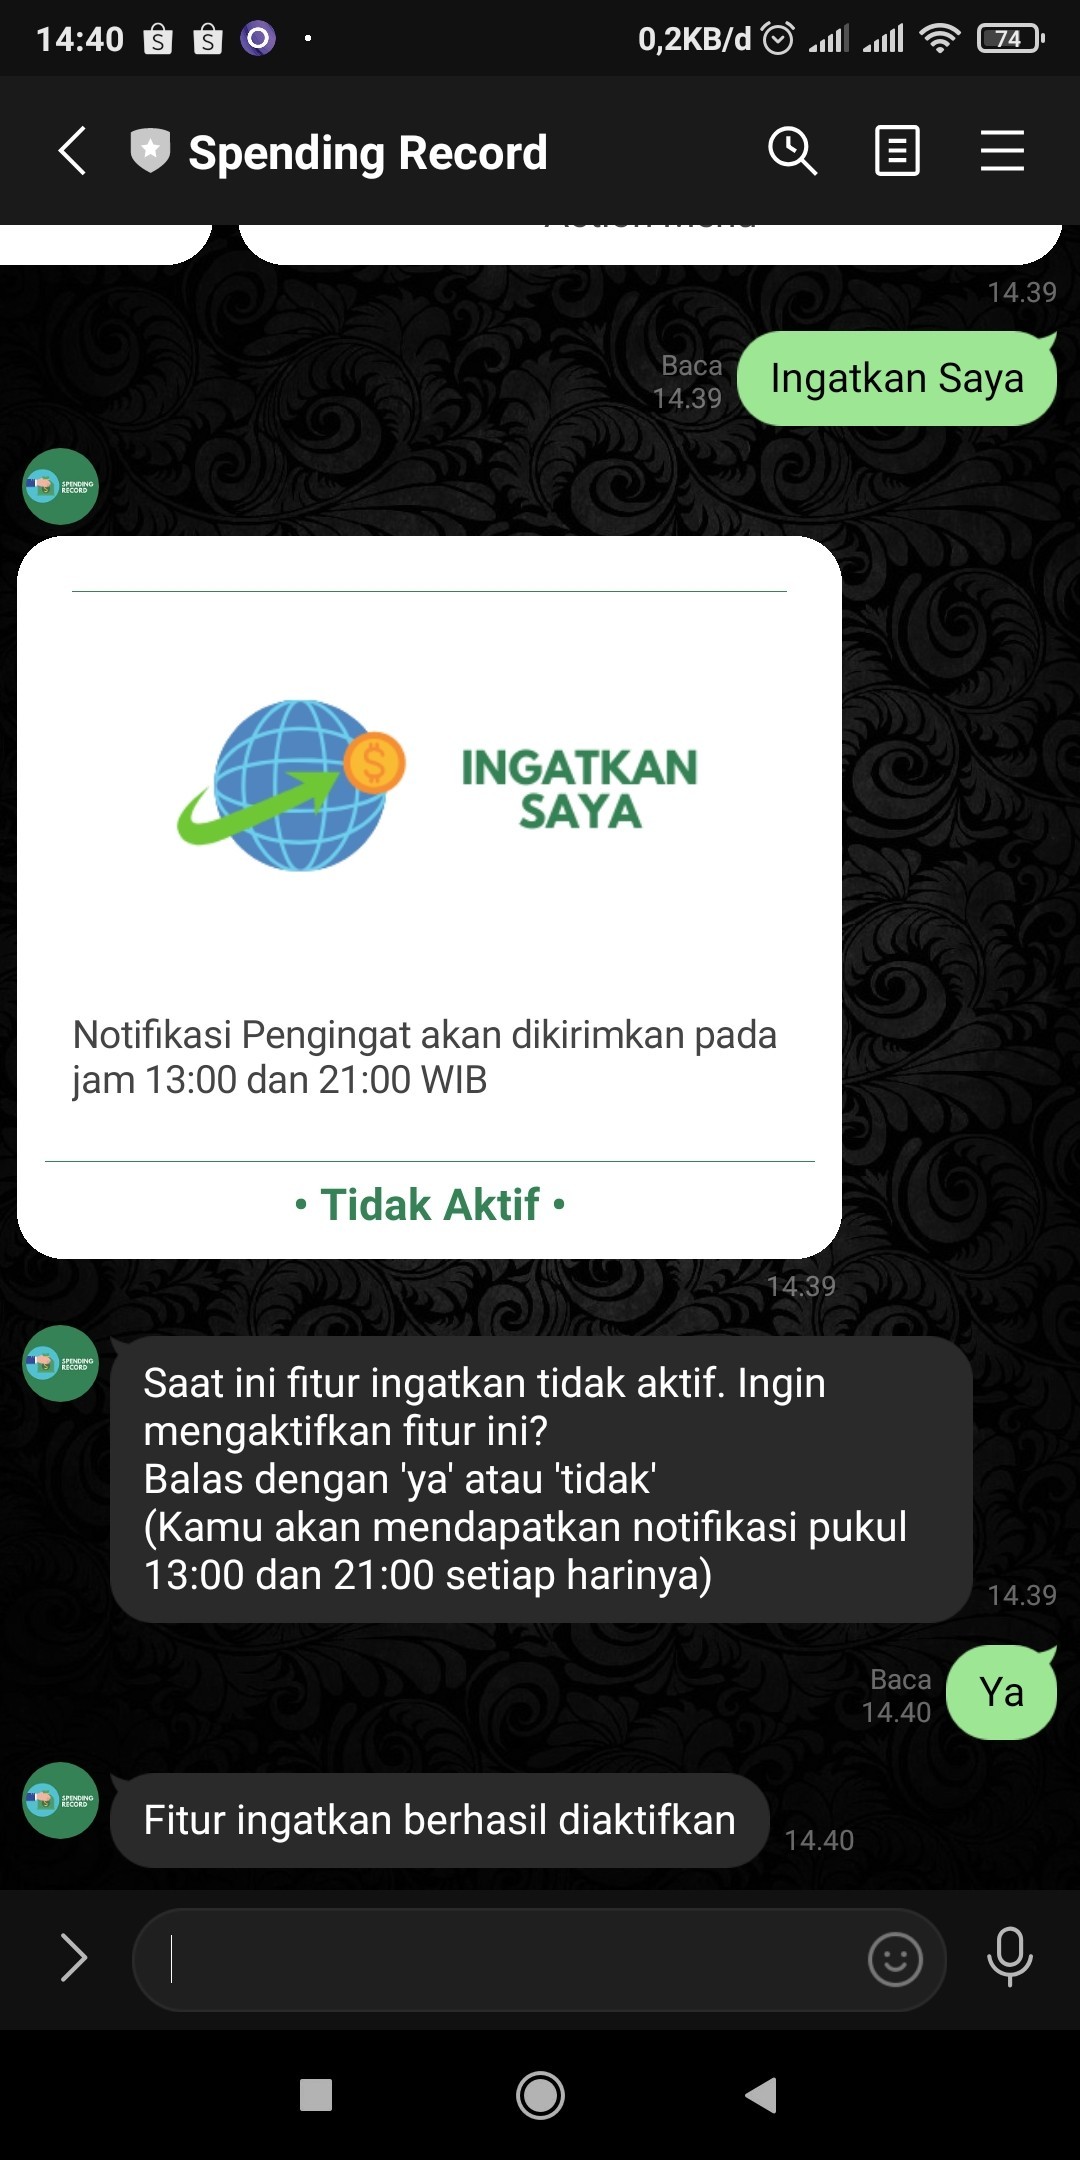 14:40
0,2KB/d
74
Spending Record
Action Menu
14.39
Baca
14.39
Ingatkan Saya
SPENDING
RECORD
INGATKAN
SAYA
Notifikasi Pengingat akan dikirimkan pada
jam 13:00 dan 21:00 WIB
• Tidak Aktif •
14.39
SPENDING
RECORD
Saat ini fitur ingatkan tidak aktif. Ingin
mengaktifkan fitur ini?
Balas dengan 'ya' atau 'tidak'
(Kamu akan mendapatkan notifikasi pukul
13:00 dan 21:00 setiap harinya)
14.39
Baca
14.40
Ya
SPENDING
RECORD
Fitur ingatkan berhasil diaktifkan
14.40